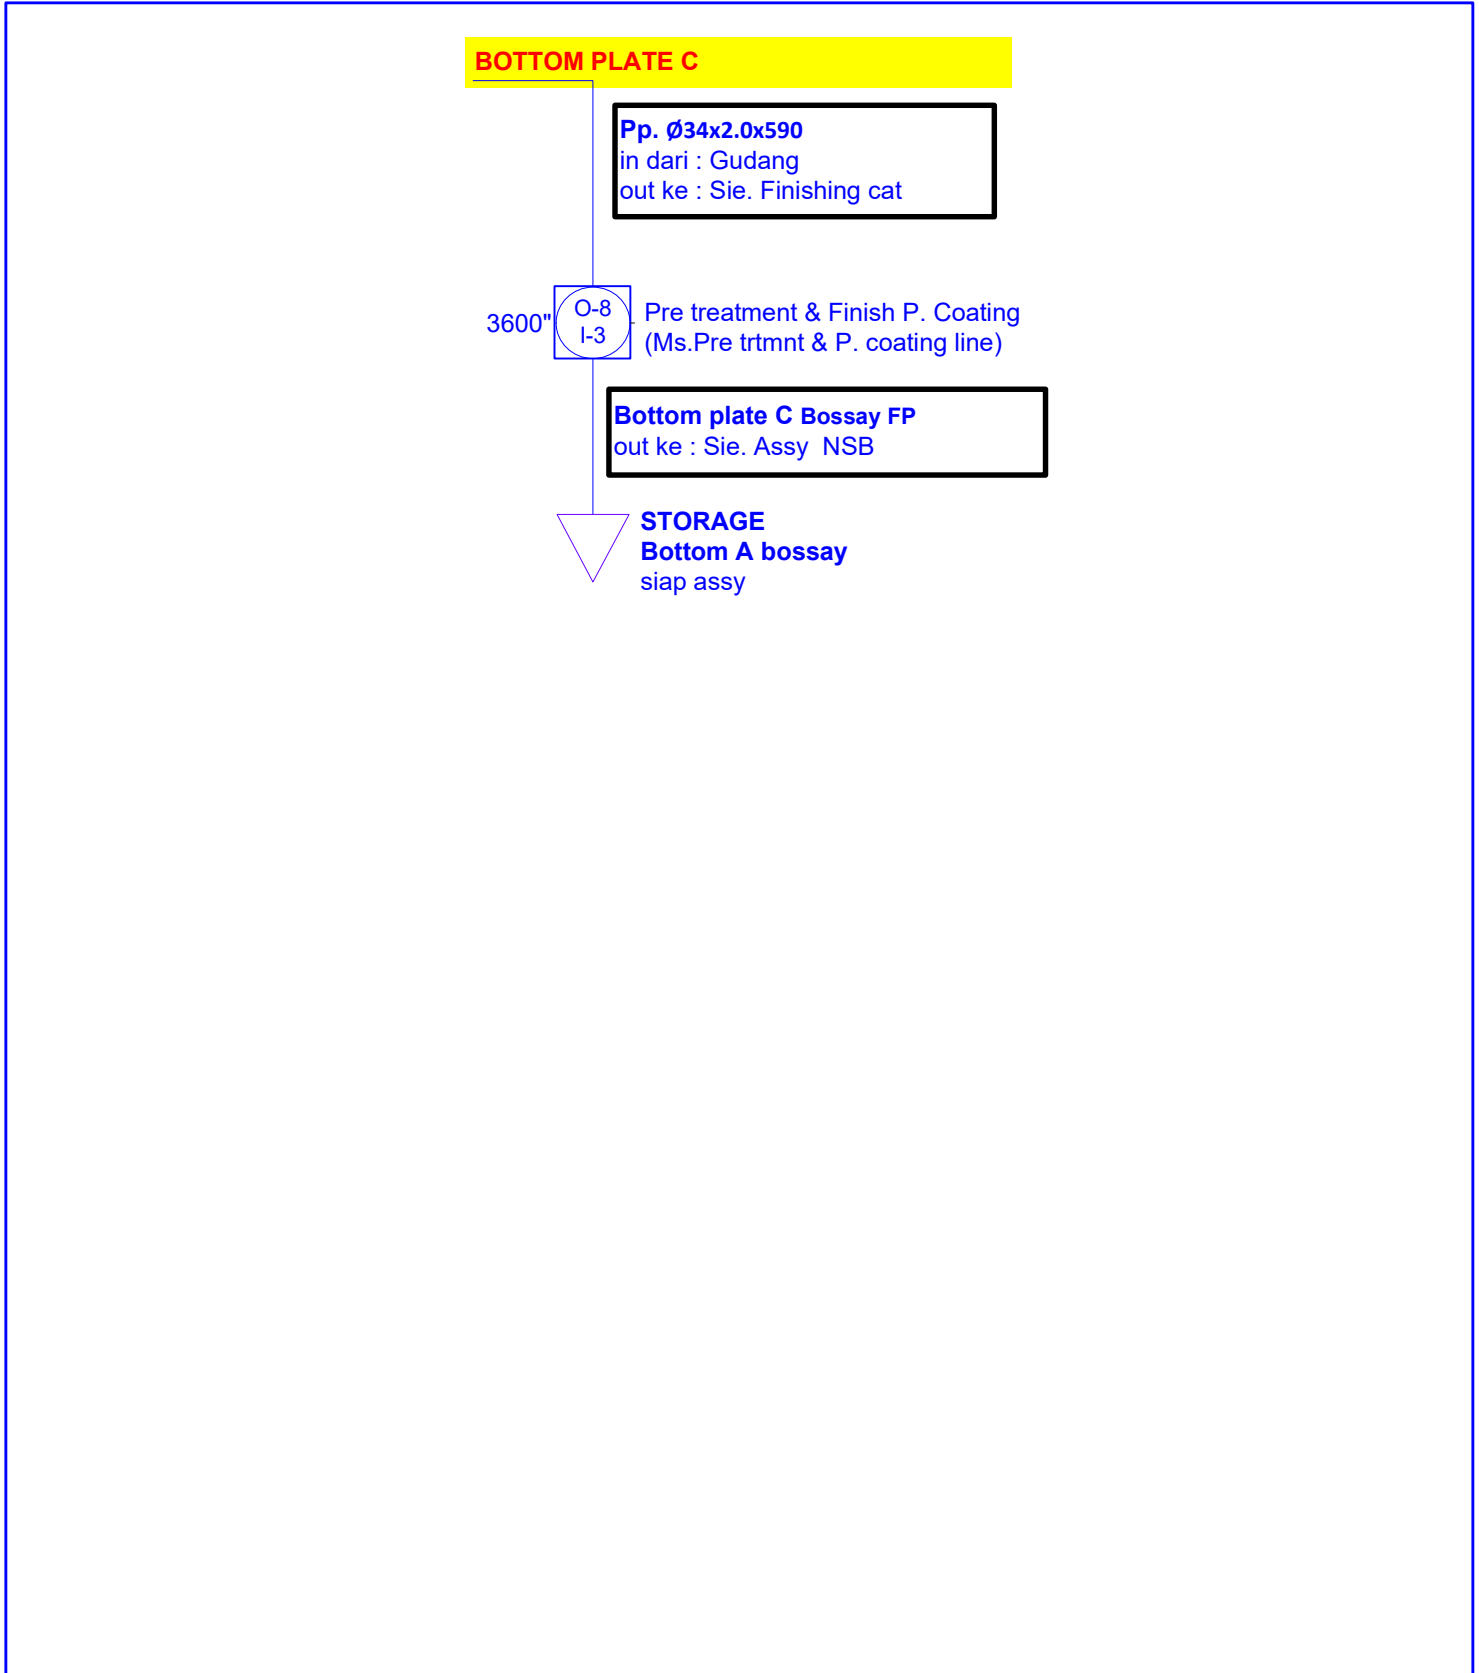 BOTTOM PLATE C
Pp. Ø34x2.0x590
in dari : Gudang
out ke : Sie. Finishing cat
3600"
O-8
I-3
Pre treatment & Finish P. Coating
(Ms.Pre trtmnt & P. coating line)
Bottom plate C Bossay FP
out ke : Sie. Assy  NSB
STORAGE
Bottom A bossay
siap assy